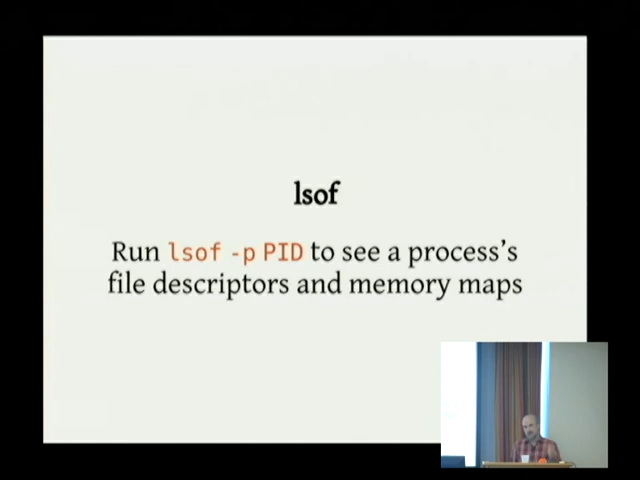 lsof
Run lsof -p PID to see a process's
file descriptors and memory maps